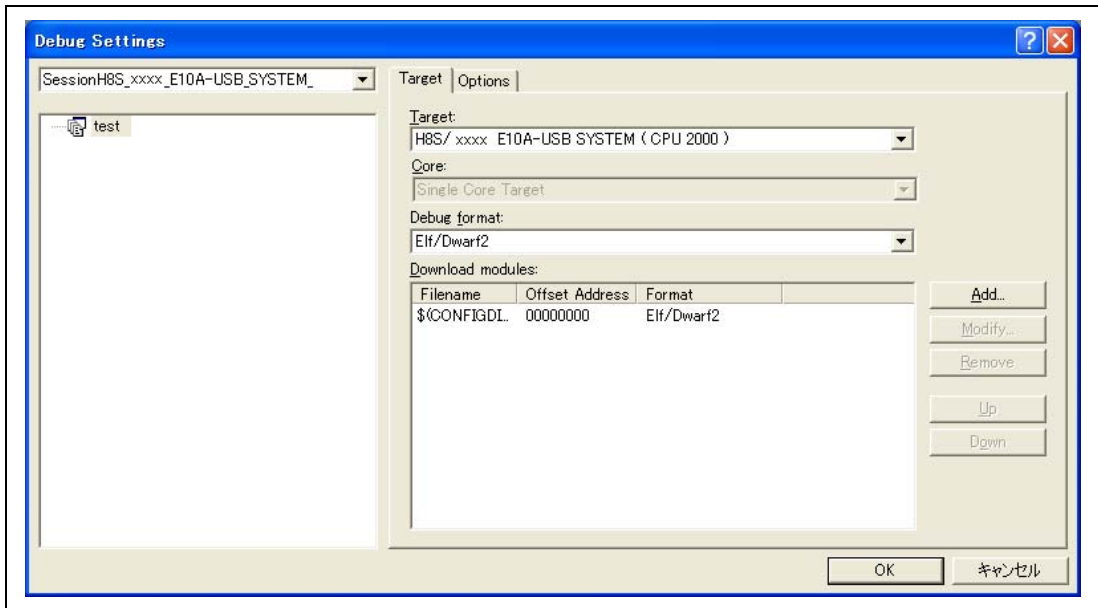 Debug Settings
SessionH8S_xxxx_E10A-USB_SYSTEM_
test
Target
Options
Target:
H8S/ xxxx E10A-USB SYSTEM ( CPU 2000 )
Core:
Single Core Target
Debug format:
Elf/Dwarf2
Download modules:
Filename Offset Address Format
$(CONFIGDI.. 00000000 Elf/Dwarf2
Add...
Modify...
Remove
Up
Down
OK キャンセル